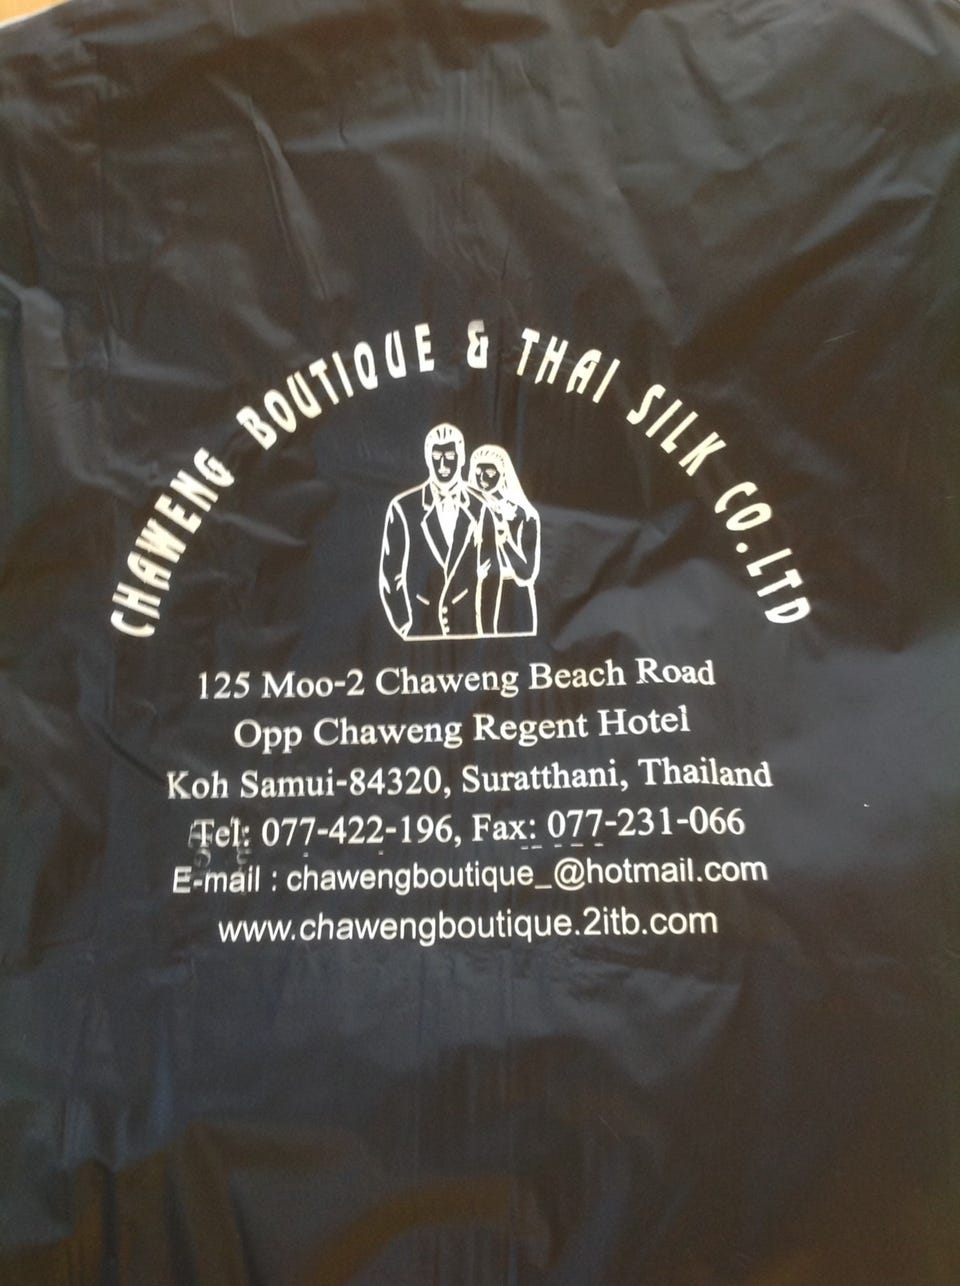 CHAWENG BOUTIQUE & THAI SILK CO.LTD
125 Moo-2 Chaweng Beach Road
Opp Chaweng Regent Hotel
Koh Samui-84320, Suratthani, Thailand
Tel: 077-422-196, Fax: 077-231-066
E-mail : chawengboutique_@hotmail.com
www.chawengboutique.2itb.com